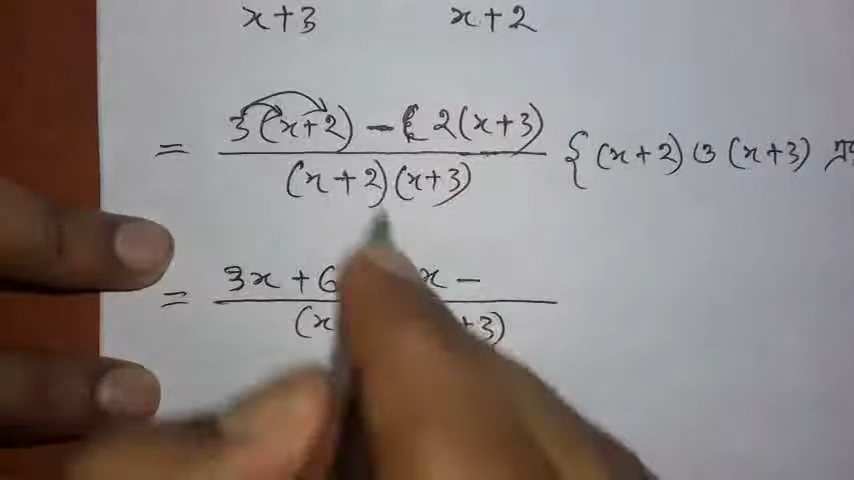 x+3 x+2
= 3(x+2) - 2(x+3) {(x+2) ও (x+3)
(x+2)(x+3)
= 3x+6 x -
(x +3)